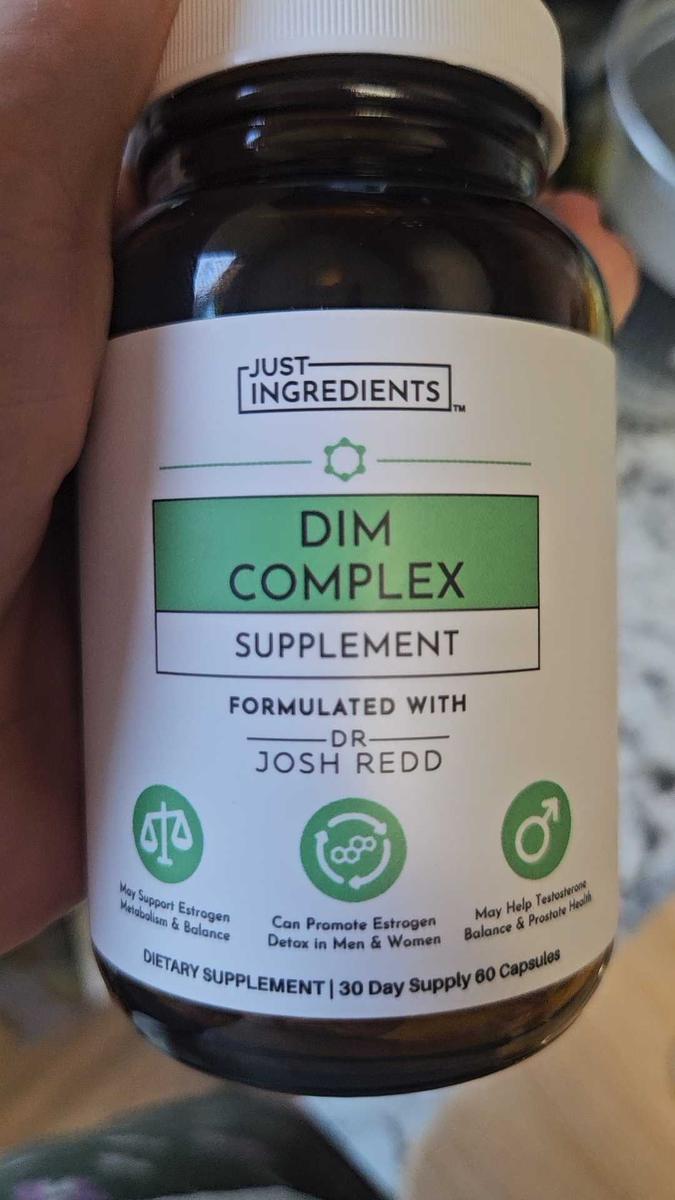 JUST
INGREDIENTS™
DIM
COMPLEX
SUPPLEMENT
FORMULATED WITH
DR
JOSH REDD
May Support Estrogen
Metabolism & Balance
Can Promote Estrogen
Detox in Men & Women
May Help Testosterone
Balance & Prostate Health
DIETARY SUPPLEMENT | 30 Day Supply 60 Capsules